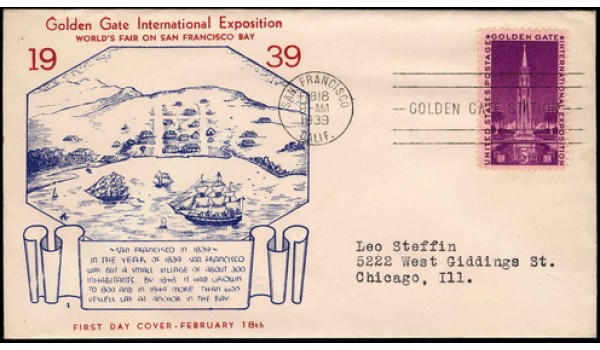 Golden Gate International Exposition
WORLD'S FAIR ON SAN FRANCISCO BAY
19 39
SAN FRANCISCO IN 1839
IN THE YEAR OF 1839 SAN FRANCISCO
WAS BUT A SMALL VILLAGE OF ABOUT 300
INHABITANTS. BY 1848 IT HAD GROWN
TO 800 AND IN 1849 MORE THAN 600
VESSELS LAY AT ANCHOR IN THE BAY
FIRST DAY COVER-FEBRUARY 18th
SAN FRANCISCO
18
AM
1939
CALIF.
GOLDEN GATE STATION
UNITED STATES POSTAGE
GOLDEN GATE
INTERNATIONAL EXPOSITION
3¢
Leo Steffin
5222 West Giddings St.
Chicago, Ill.